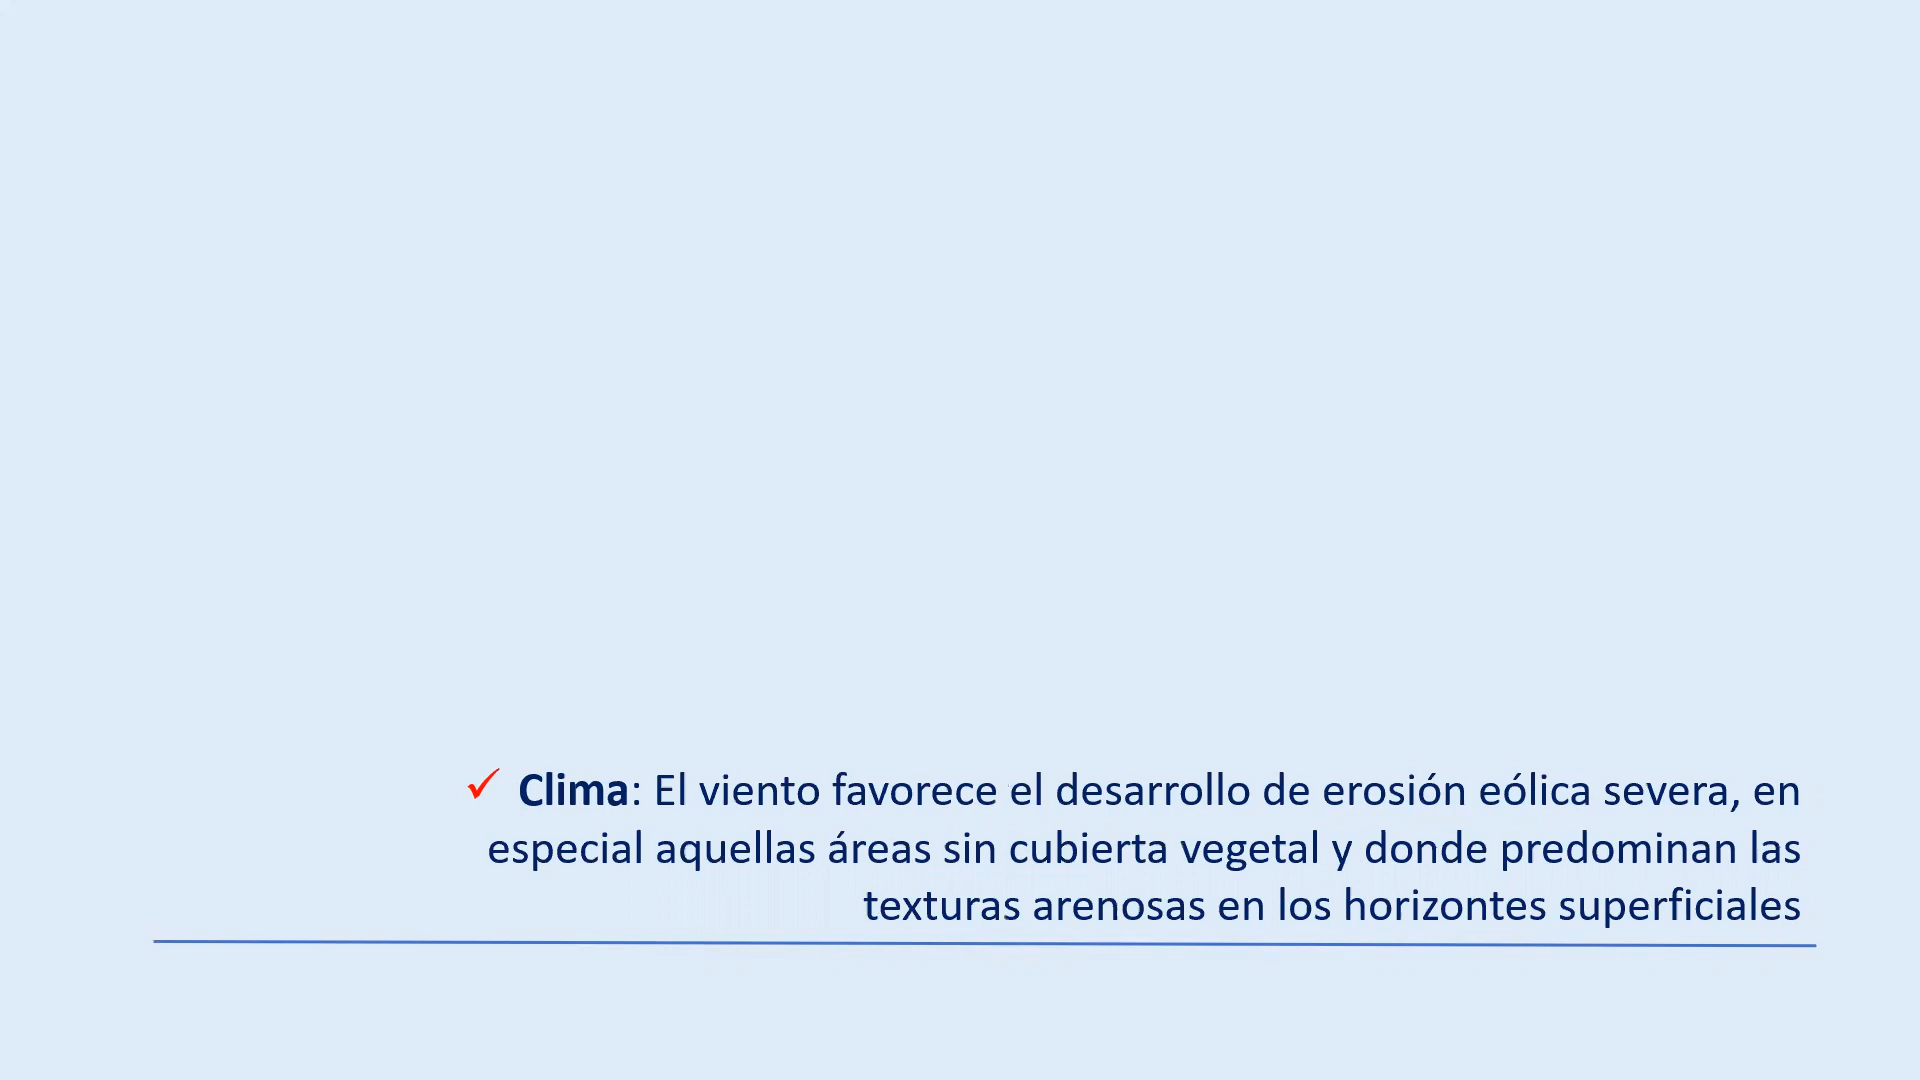 ✓ Clima: El viento favorece el desarrollo de erosión eólica severa, en
especial aquellas áreas sin cubierta vegetal y donde predominan las
texturas arenosas en los horizontes superficiales